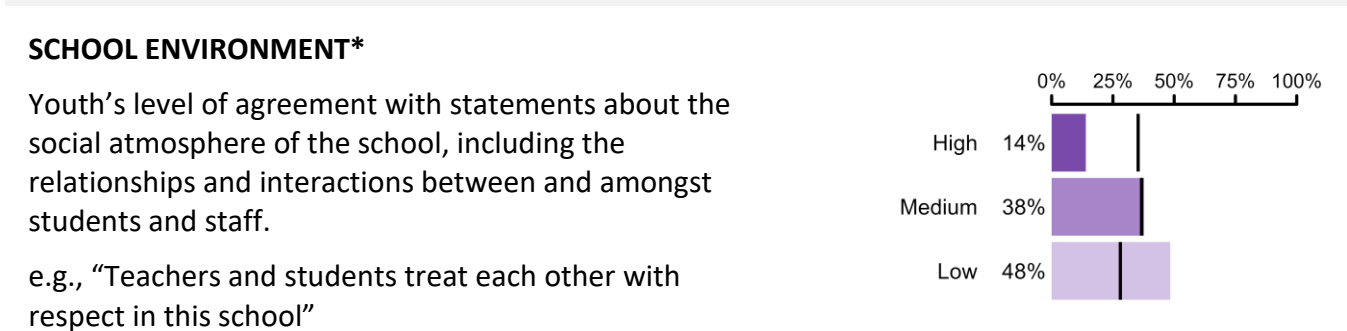 SCHOOL ENVIRONMENT*
Youth’s level of agreement with statements about the
social atmosphere of the school, including the
relationships and interactions between and amongst
students and staff.
e.g., “Teachers and students treat each other with
respect in this school”
0% 25% 50% 75% 100%
High 14%
Medium 38%
Low 48%